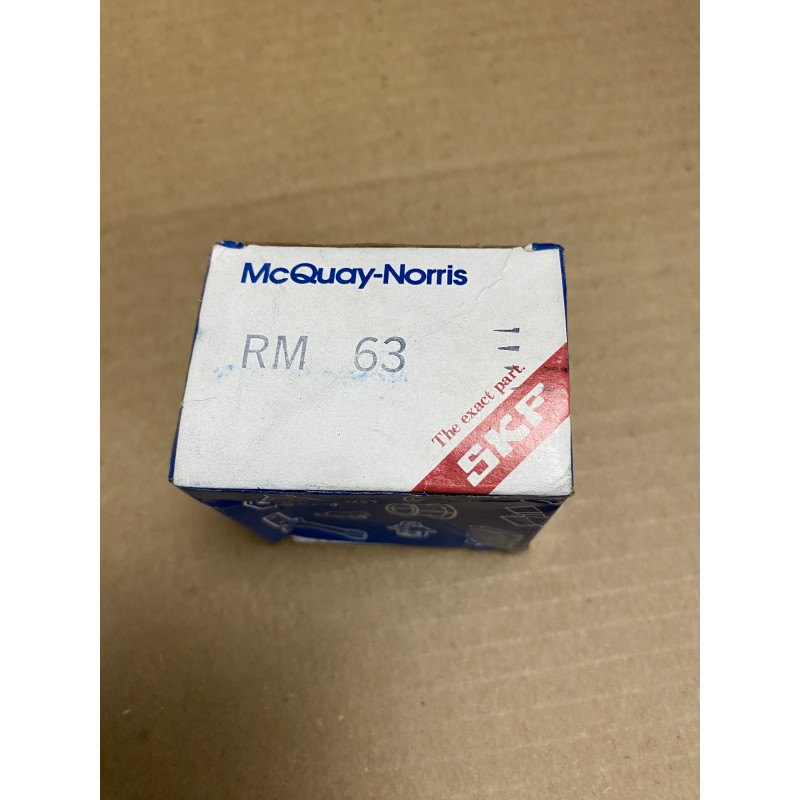 McQuay-Norris
RM 63
The exact part.
SKF